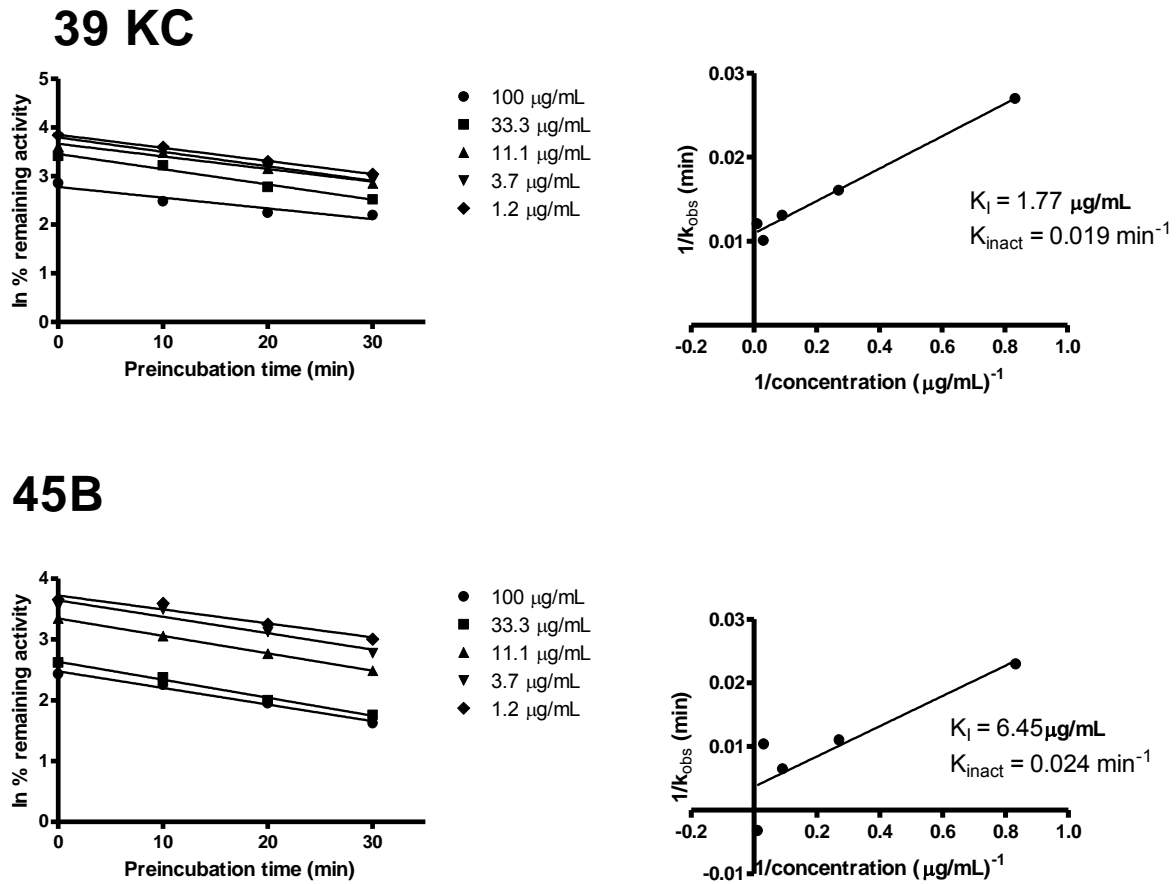 39 KC
ln % remaining activity
5
4
3
2
1
0
0 10 20 30
Preincubation time (min)
100 μg/mL
33.3 μg/mL
11.1 μg/mL
3.7 μg/mL
1.2 μg/mL
1/kobs (min)
0.03
0.02
0.01
-0.2 0.0 0.2 0.4 0.6 0.8 1.0
1/concentration (μg/mL)-1
KI = 1.77 μg/mL
Kinact = 0.019 min-1
45B
ln % remaining activity
4
3
2
1
0
0 10 20 30
Preincubation time (min)
100 μg/mL
33.3 μg/mL
11.1 μg/mL
3.7 μg/mL
1.2 μg/mL
1/kobs (min)
0.03
0.02
0.01
-0.2 0.2 0.4 0.6 0.8 1.0
-0.01
1/concentration (μg/mL)-1
KI = 6.45μg/mL
Kinact = 0.024 min-1